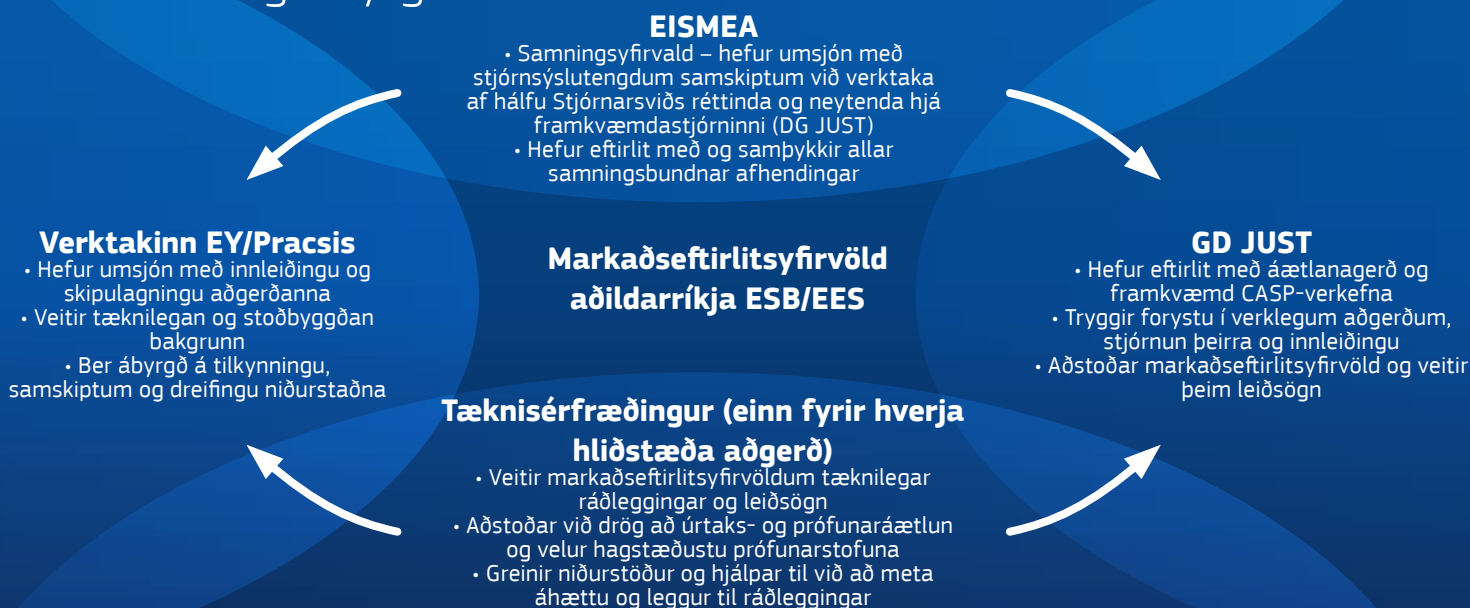 EISMEA
• Samningsyfirvald – hefur umsjón með
stjórnsýslutengdum samskiptum við verktaka
af hálfu Stjórnarsviðs réttinda og neytenda hjá
framkvæmdastjórninni (DG JUST)
• Hefur eftirlit með og samþykkir allar
samningsbundnar afhendingar
Verktakinn EY/Pracsis
• Hefur umsjón með innleiðingu og
skipulagningu aðgerðanna
• Veitir tæknilegan og stoðbyggðan
bakgrunn
• Ber ábyrgð á tilkynningu,
samskiptum og dreifingu niðurstaðna
Markaðseftirlitsyfirvöld
aðildarríkja ESB/EES
GD JUST
• Hefur eftirlit með áætlanagerð og
framkvæmd CASP-verkefna
• Tryggir forystu í verklegum aðgerðum,
stjórnun þeirra og innleiðingu
• Aðstoðar markaðseftirlitsyfirvöld og veitir
þeim leiðsögn
Tæknisérfræðingur (einn fyrir hverja
hliðstæða aðgerð)
• Veitir markaðseftirlitsyfirvöldum tæknilegar
ráðleggingar og leiðsögn
• Aðstoðar við drög að úrtaks- og prófunaráætlun
og velur hagstæðustu prófunarstofuna
• Greinir niðurstöður og hjálpar til við að meta
áhættu og leggur til ráðleggingar